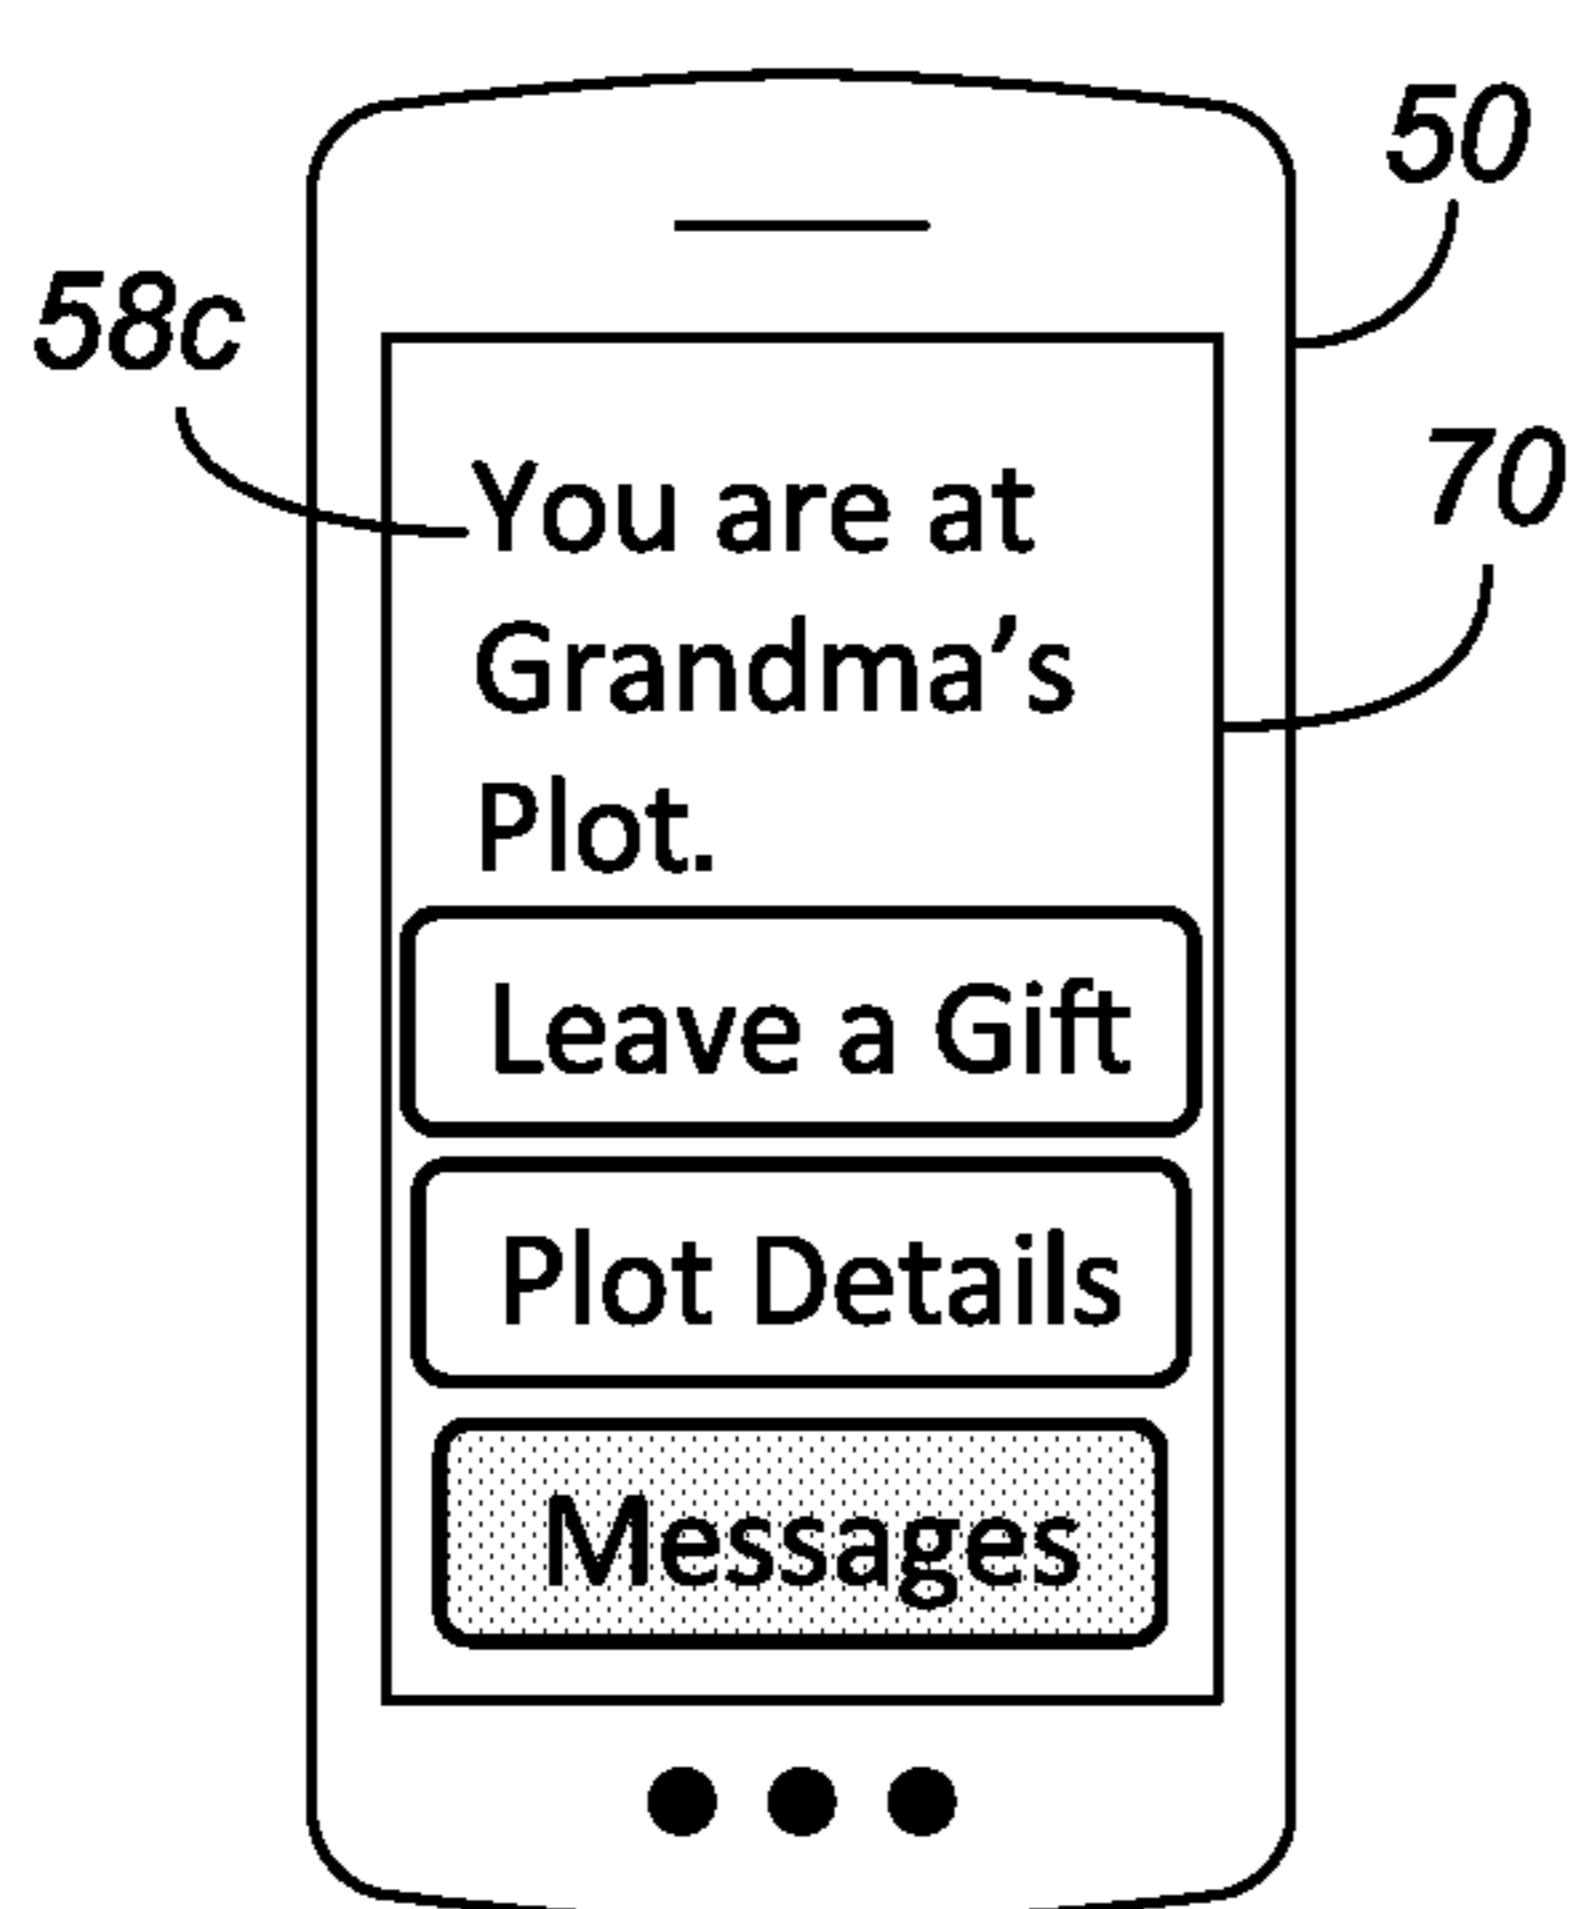 50
58c
70
You are at
Grandma’s
Plot.
Leave a Gift
Plot Details
Messages